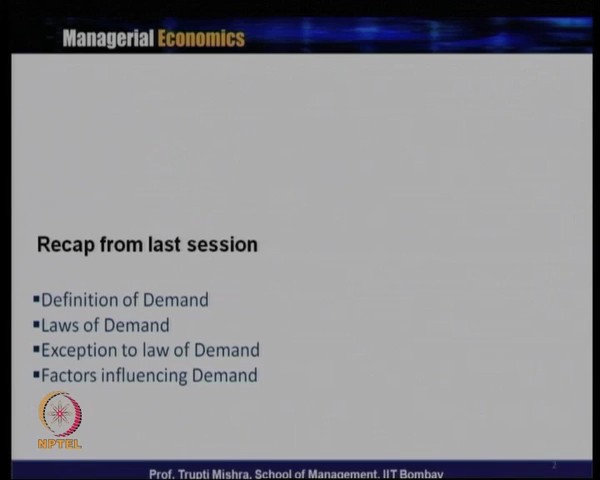 Managerial Economics
Recap from last session
▪Definition of Demand
▪Laws of Demand
▪Exception to law of Demand
▪Factors influencing Demand
NPTEL
2
Prof. Trupti Mishra, School of Management, IIT Bombay